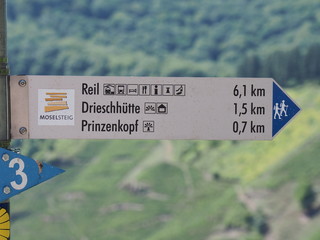 Reil 6,1 km
Drieschhütte 1,5 km
Prinzenkopf 0,7 km
MOSELSTEIG
3